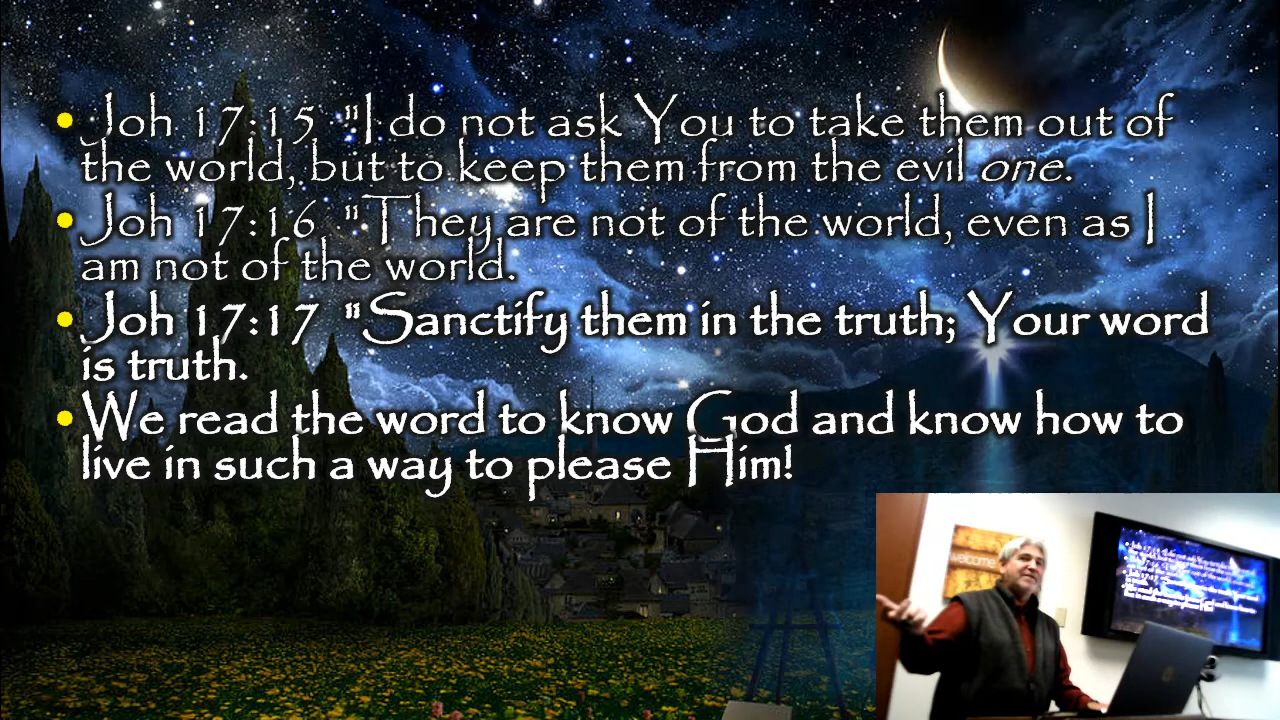 • Joh 17:15 "I do not ask You to take them out of
the world, but to keep them from the evil one.
• Joh 17:16 "They are not of the world, even as I
am not of the world.
• Joh 17:17 "Sanctify them in the truth; Your word
is truth.
• We read the word to know God and know how to
live in such a way to please Him!
welcome